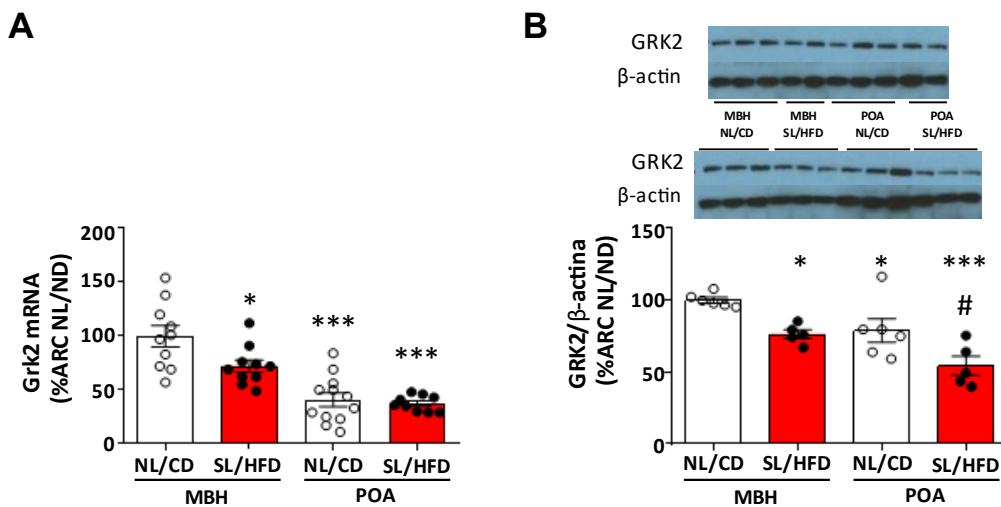 A
Grk2 mRNA
(%ARC NL/ND)
200
150
100
50
0
*
***
***
NL/CD SL/HFD NL/CD SL/HFD
MBH POA
B
GRK2
β-actin
MBH MBH POA POA
NL/CD SL/HFD NL/CD SL/HFD
GRK2
β-actin
GRK2/β-actina
(%ARC NL/ND)
150
100
50
0
* * ***
#
NL/CD SL/HFD NL/CD SL/HFD
MBH POA